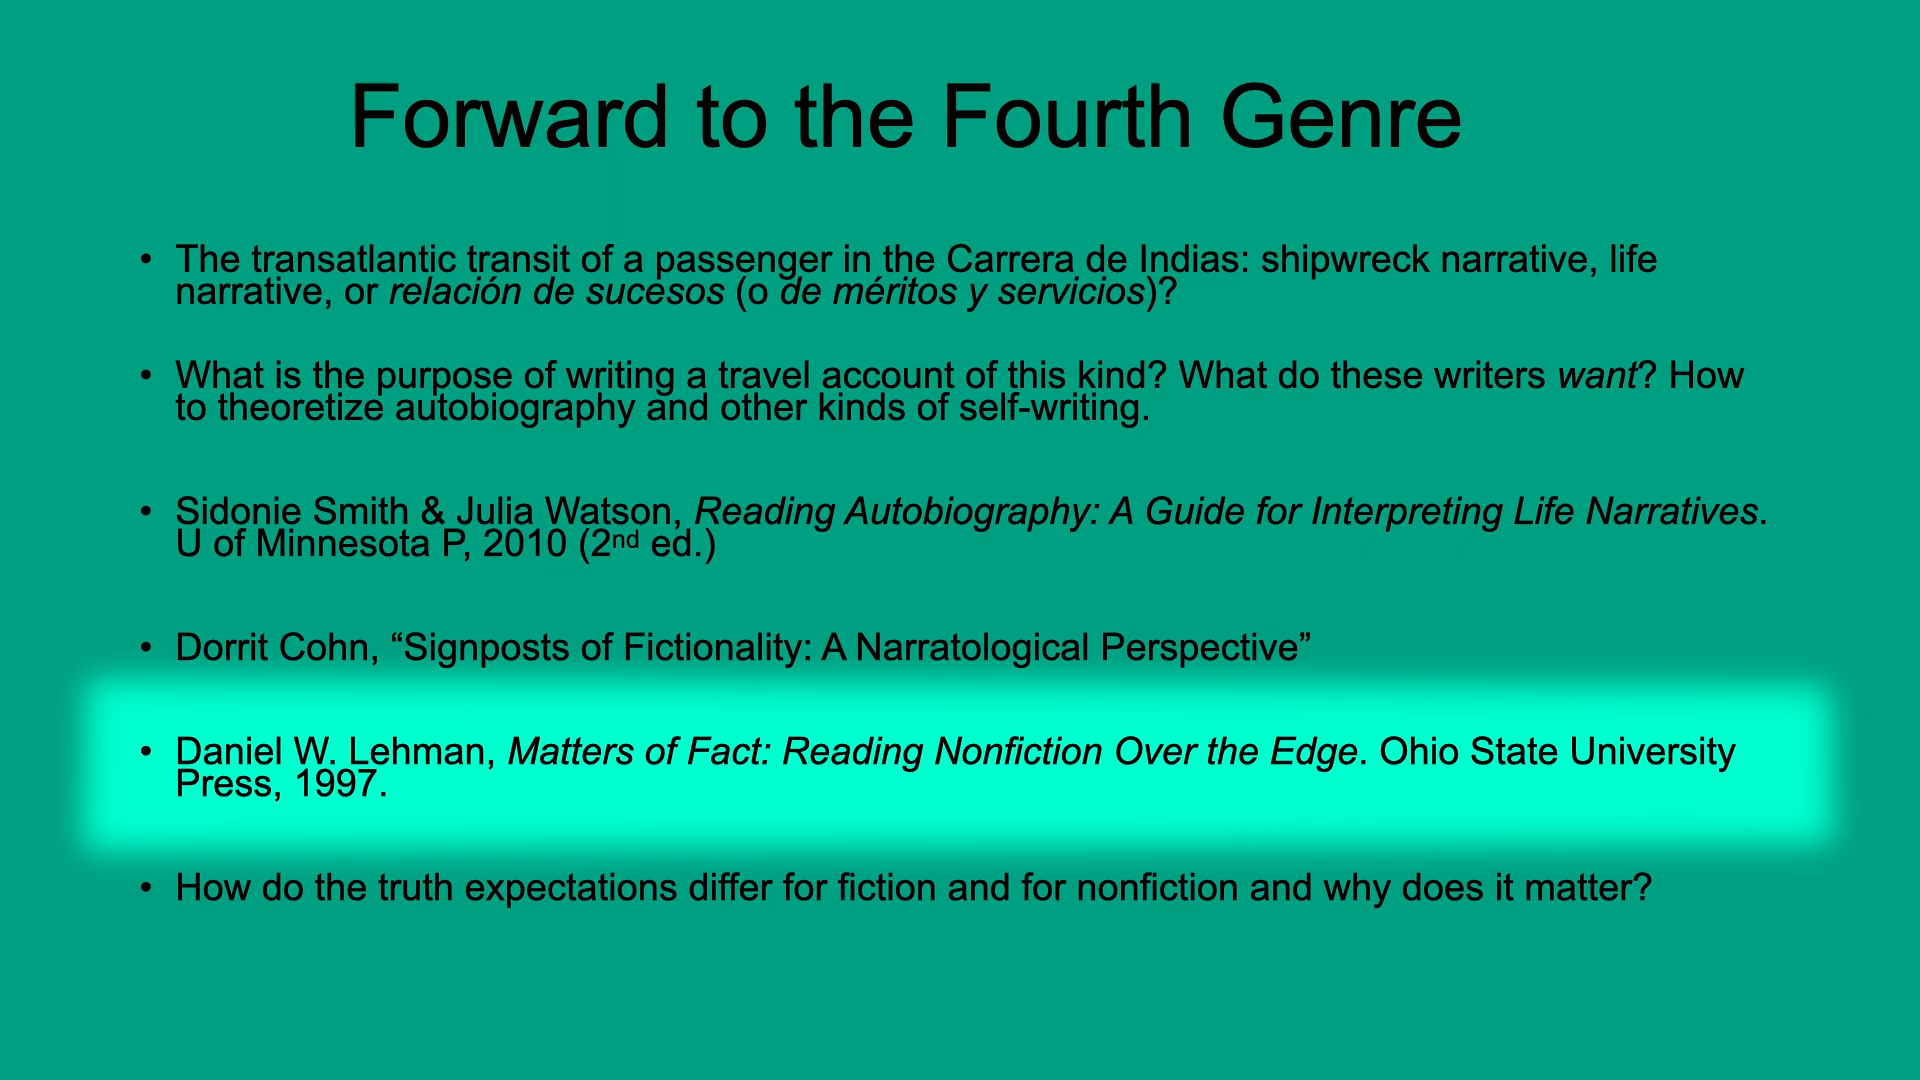 Forward to the Fourth Genre
• The transatlantic transit of a passenger in the Carrera de Indias: shipwreck narrative, life
narrative, or relación de sucesos (o de méritos y servicios)?
• What is the purpose of writing a travel account of this kind? What do these writers want? How
to theoretize autobiography and other kinds of self-writing.
• Sidonie Smith & Julia Watson, Reading Autobiography: A Guide for Interpreting Life Narratives.
U of Minnesota P, 2010 (2nd ed.)
• Dorrit Cohn, “Signposts of Fictionality: A Narratological Perspective”
• Daniel W. Lehman, Matters of Fact: Reading Nonfiction Over the Edge. Ohio State University
Press, 1997.
• How do the truth expectations differ for fiction and for nonfiction and why does it matter?